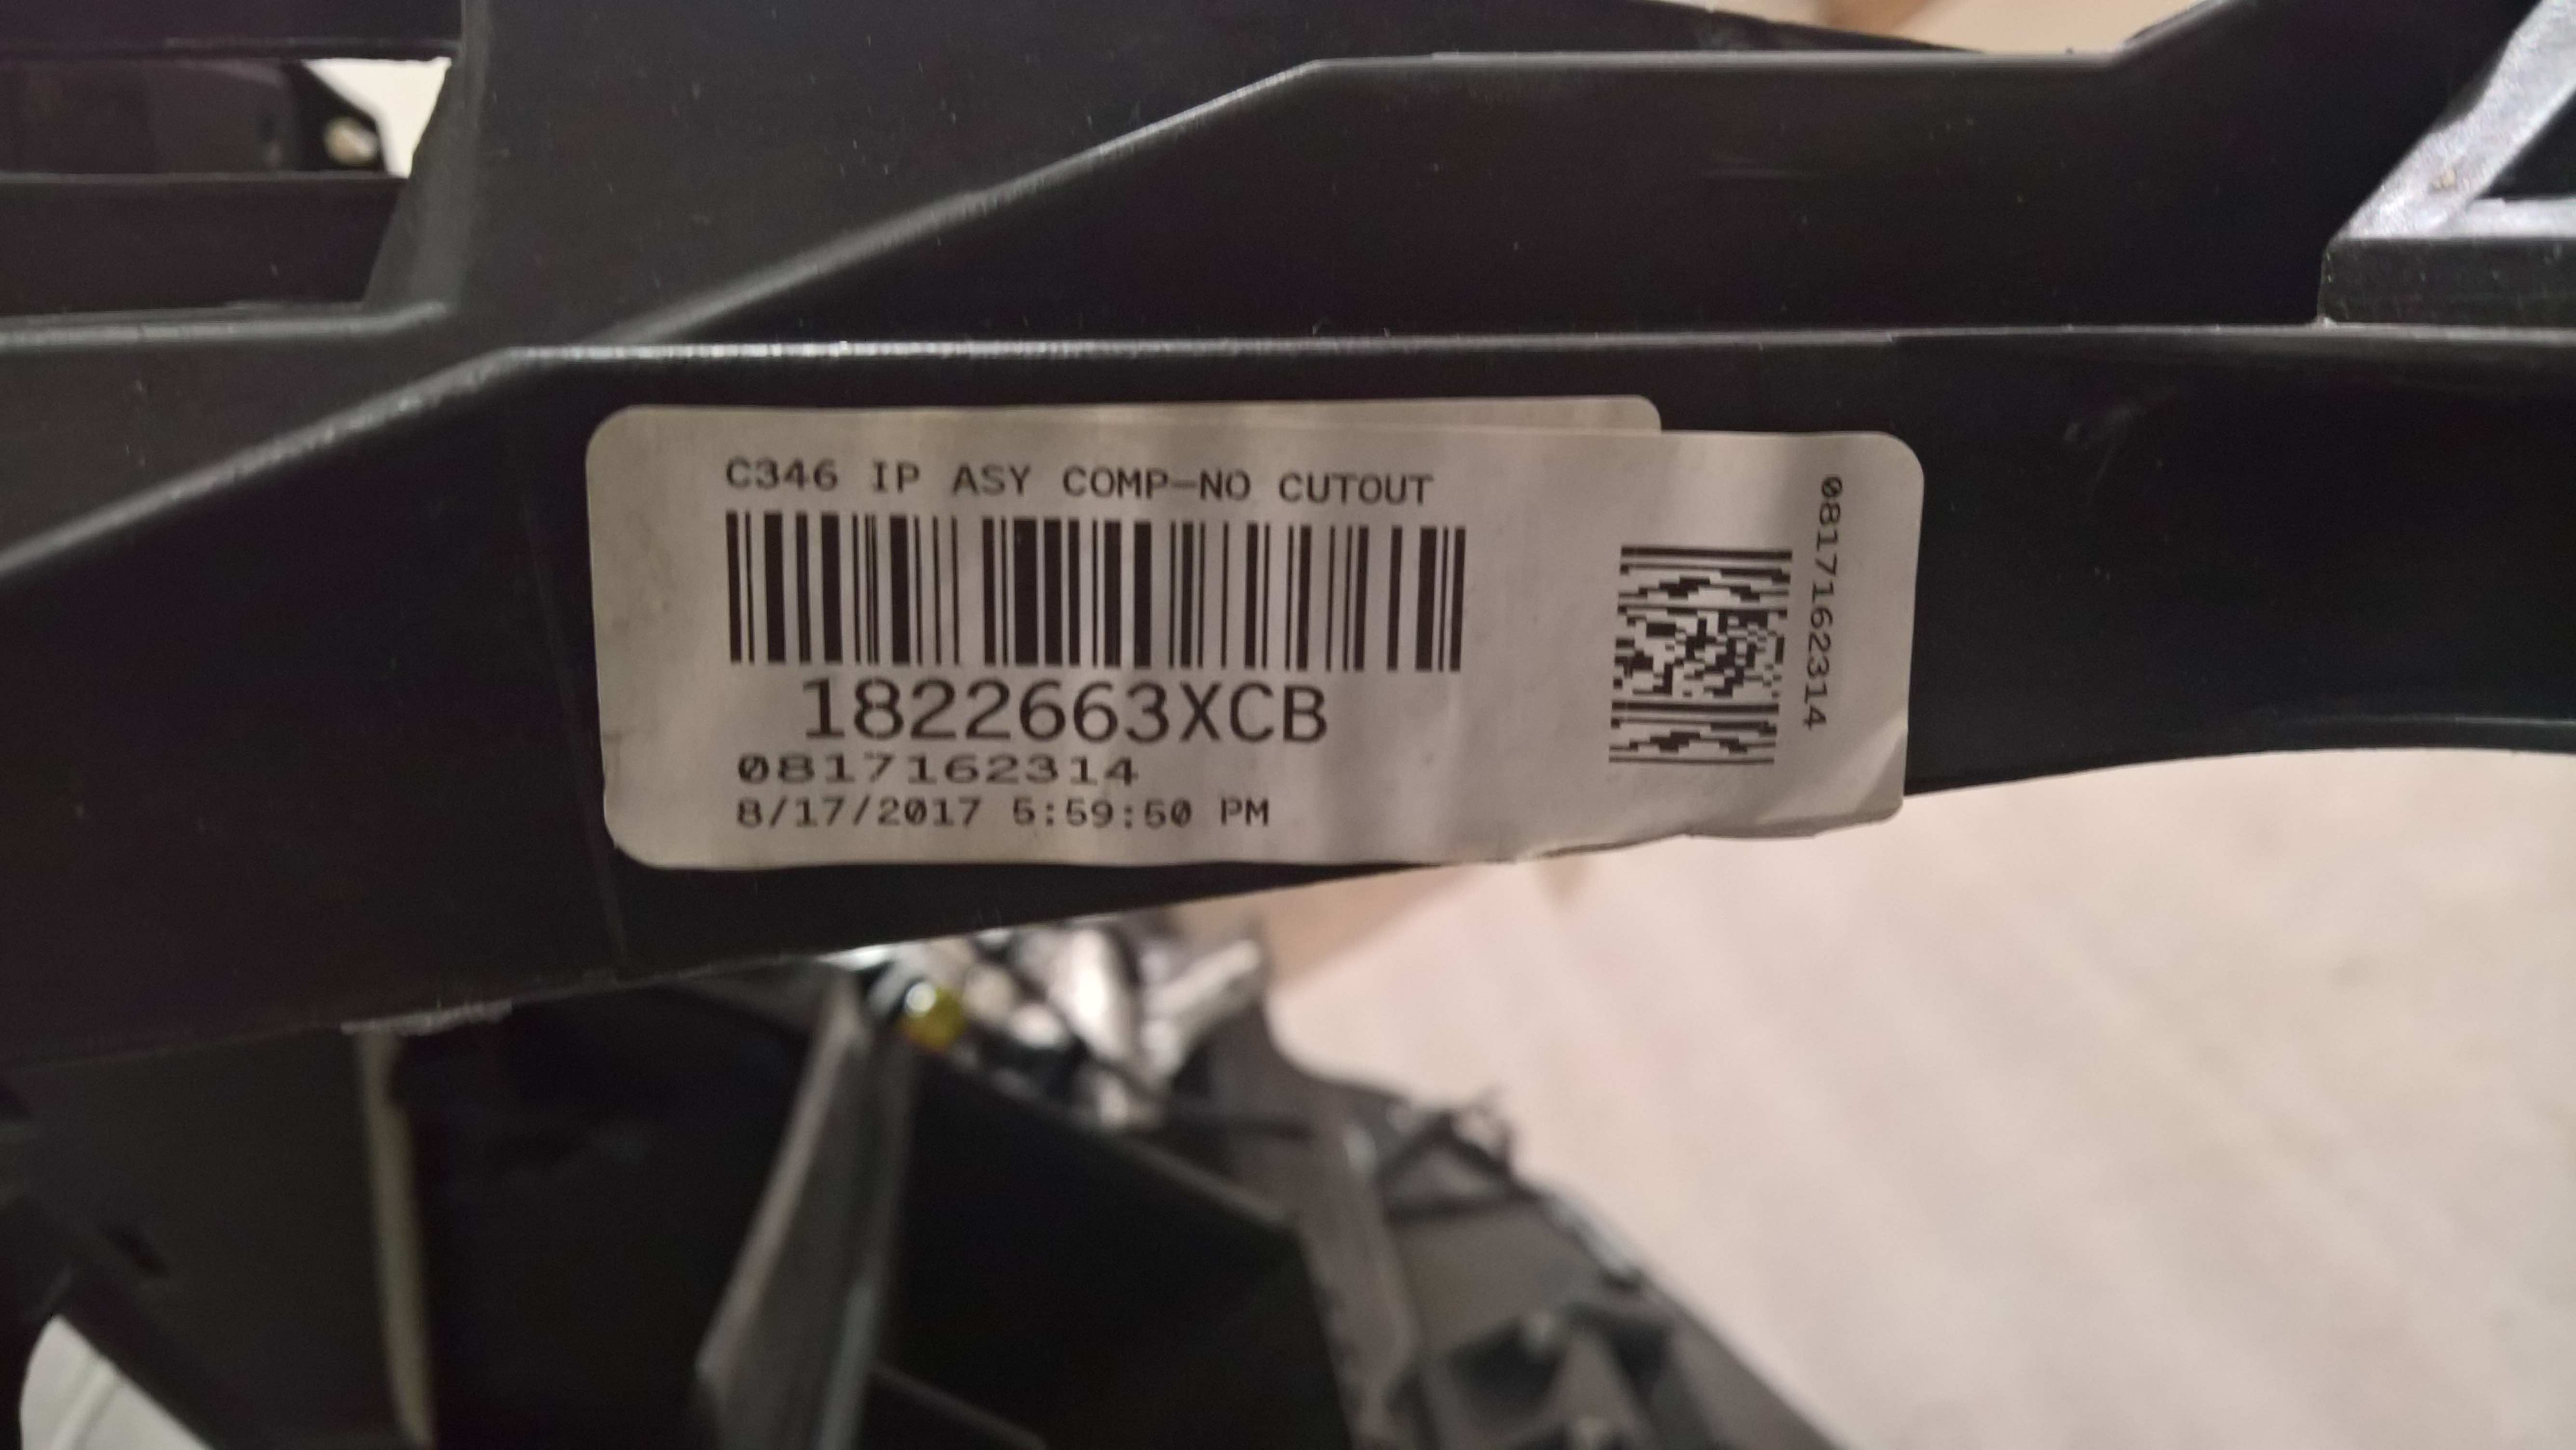 C346 IP ASY COMP-NO CUTOUT
1822663XCB
0817162314
8/17/2017 5:59:50 PM
0817162314